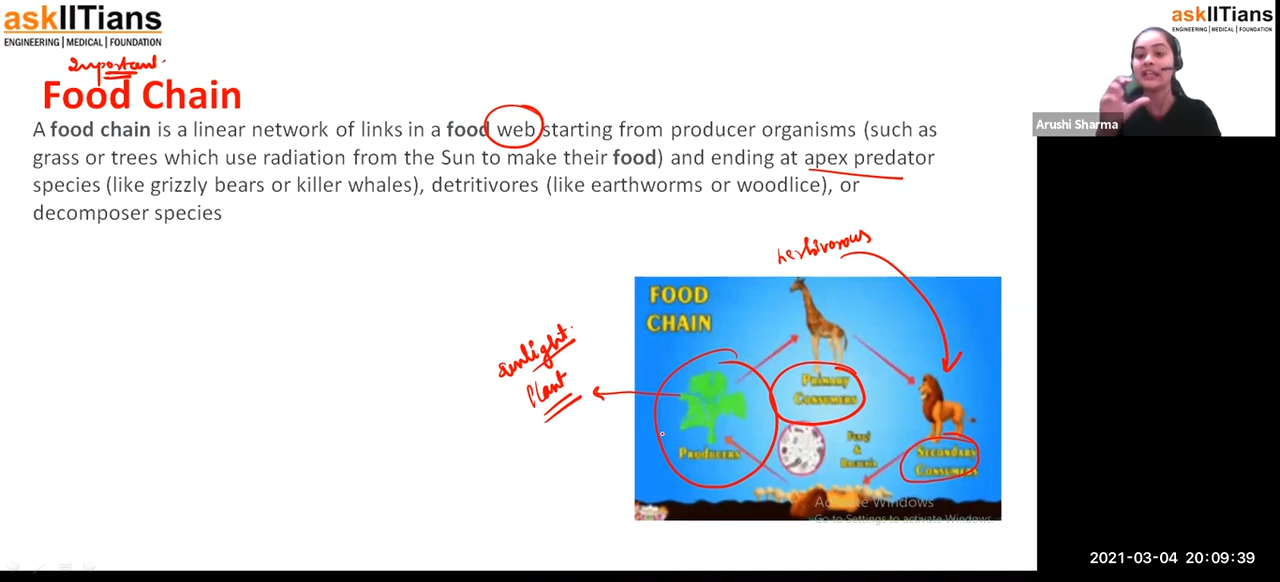 askIITians
ENGINEERING | MEDICAL | FOUNDATION
askIITians
ENGINEERING | MEDICAL | FOUNDATION
Important
Food Chain
A food chain is a linear network of links in a food web starting from producer organisms (such as
grass or trees which use radiation from the Sun to make their food) and ending at apex predator
species (like grizzly bears or killer whales), detritivores (like earthworms or woodlice), or
decomposer species
Arushi Sharma
herbivorous
FOOD
CHAIN
sunlight
Plant
PRIMARY
CONSUMERS
PRODUCERS
Fungi
&
Bacteria
SECONDARY
CONSUMERS
Activate Windows
Go to Settings to activate Windows.
2021-03-04 20:09:39